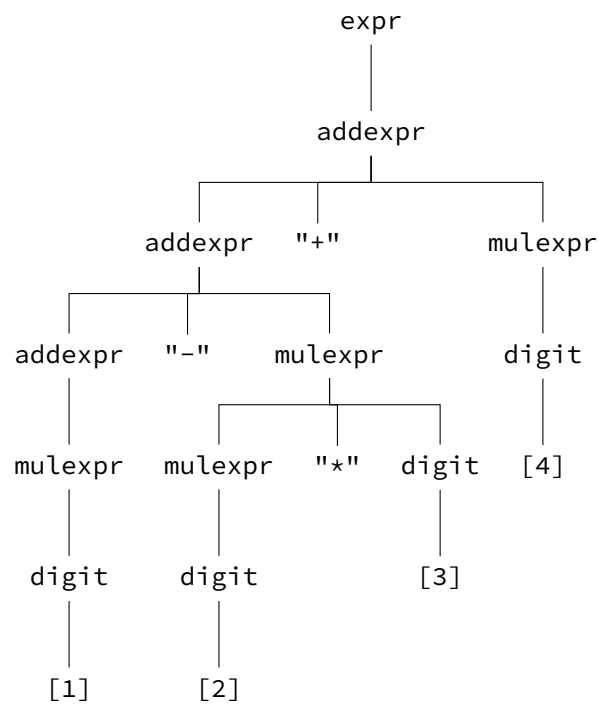 expr
addexpr
addexpr "+" mulexpr
addexpr "-" mulexpr digit
mulexpr mulexpr "*" digit [4]
digit digit [3]
[1] [2]